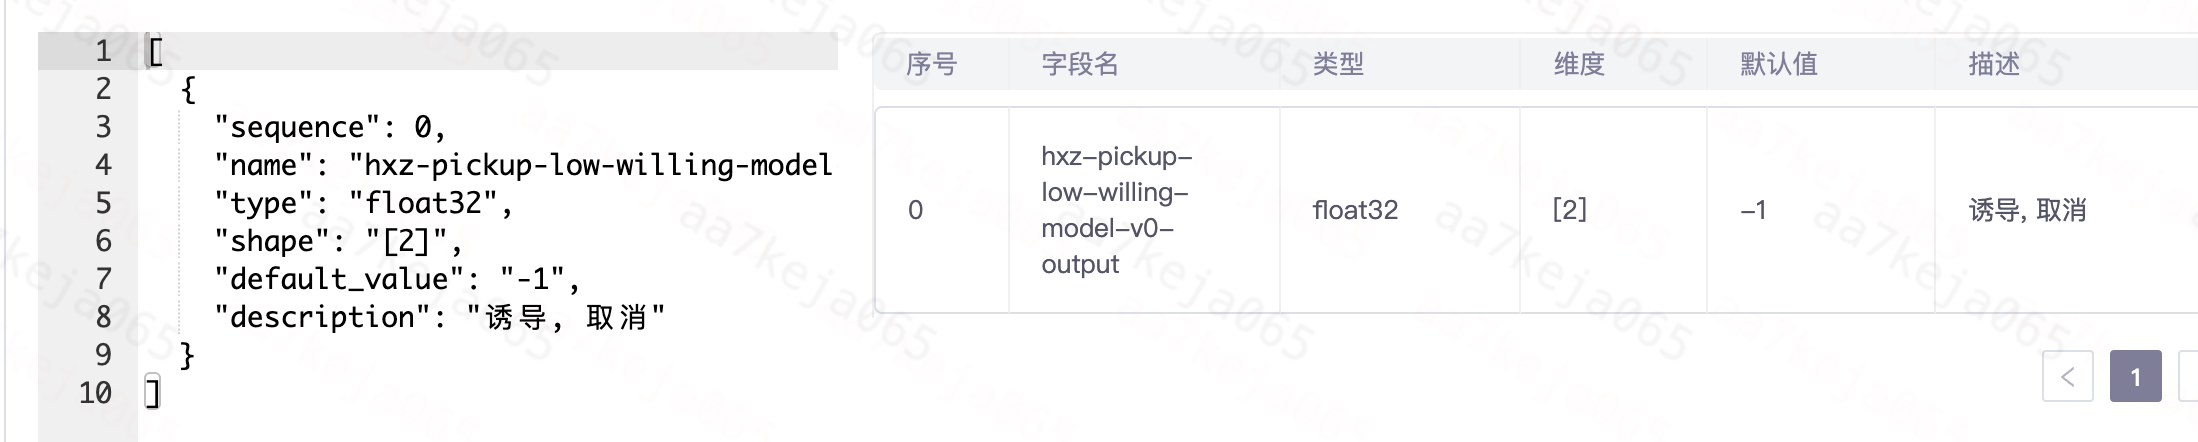 1 [
2 {
3 "sequence": 0,
4 "name": "hxz-pickup-low-willing-model
5 "type": "float32",
6 "shape": "[2]",
7 "default_value": "-1",
8 "description": "诱导, 取消"
9 }
10 ]
序号 字段名 类型 维度 默认值 描述
0 hxz-pickup-low-willing-model-v0-output float32 [2] -1 诱导, 取消
< 1
aa7keja065